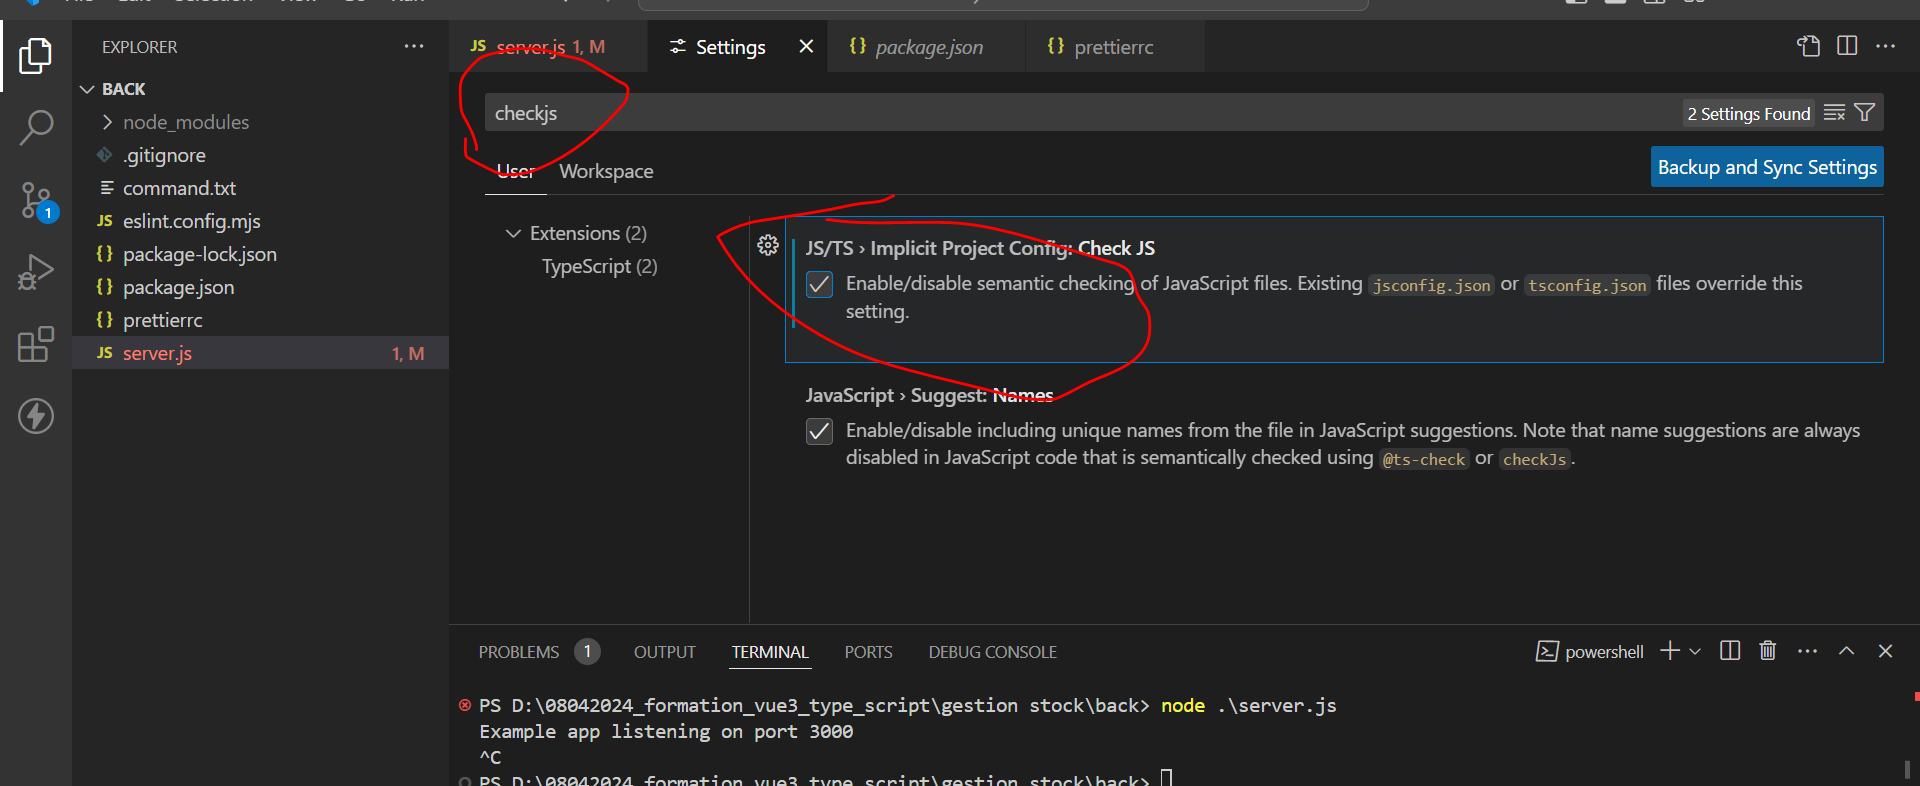 EXPLORER
BACK
node_modules
.gitignore
command.txt
JS eslint.config.mjs
{} package-lock.json
{} package.json
{} prettierrc
JS server.js 1, M
1
JS server.js 1, M
Settings
{} package.json
{} prettierrc
checkjs
2 Settings Found
User Workspace
Backup and Sync Settings
Extensions (2)
TypeScript (2)
JS/TS › Implicit Project Config: Check JS
Enable/disable semantic checking of JavaScript files. Existing jsconfig.json or tsconfig.json files override this
setting.
JavaScript › Suggest: Names
Enable/disable including unique names from the file in JavaScript suggestions. Note that name suggestions are always
disabled in JavaScript code that is semantically checked using @ts-check or checkJs.
PROBLEMS 1 OUTPUT TERMINAL PORTS DEBUG CONSOLE
powershell
PS D:\08042024_formation_vue3_type_script\gestion stock\back> node .\server.js
Example app listening on port 3000
^C
PS D:\08042024_formation_vue3_type_script\gestion stock\back>